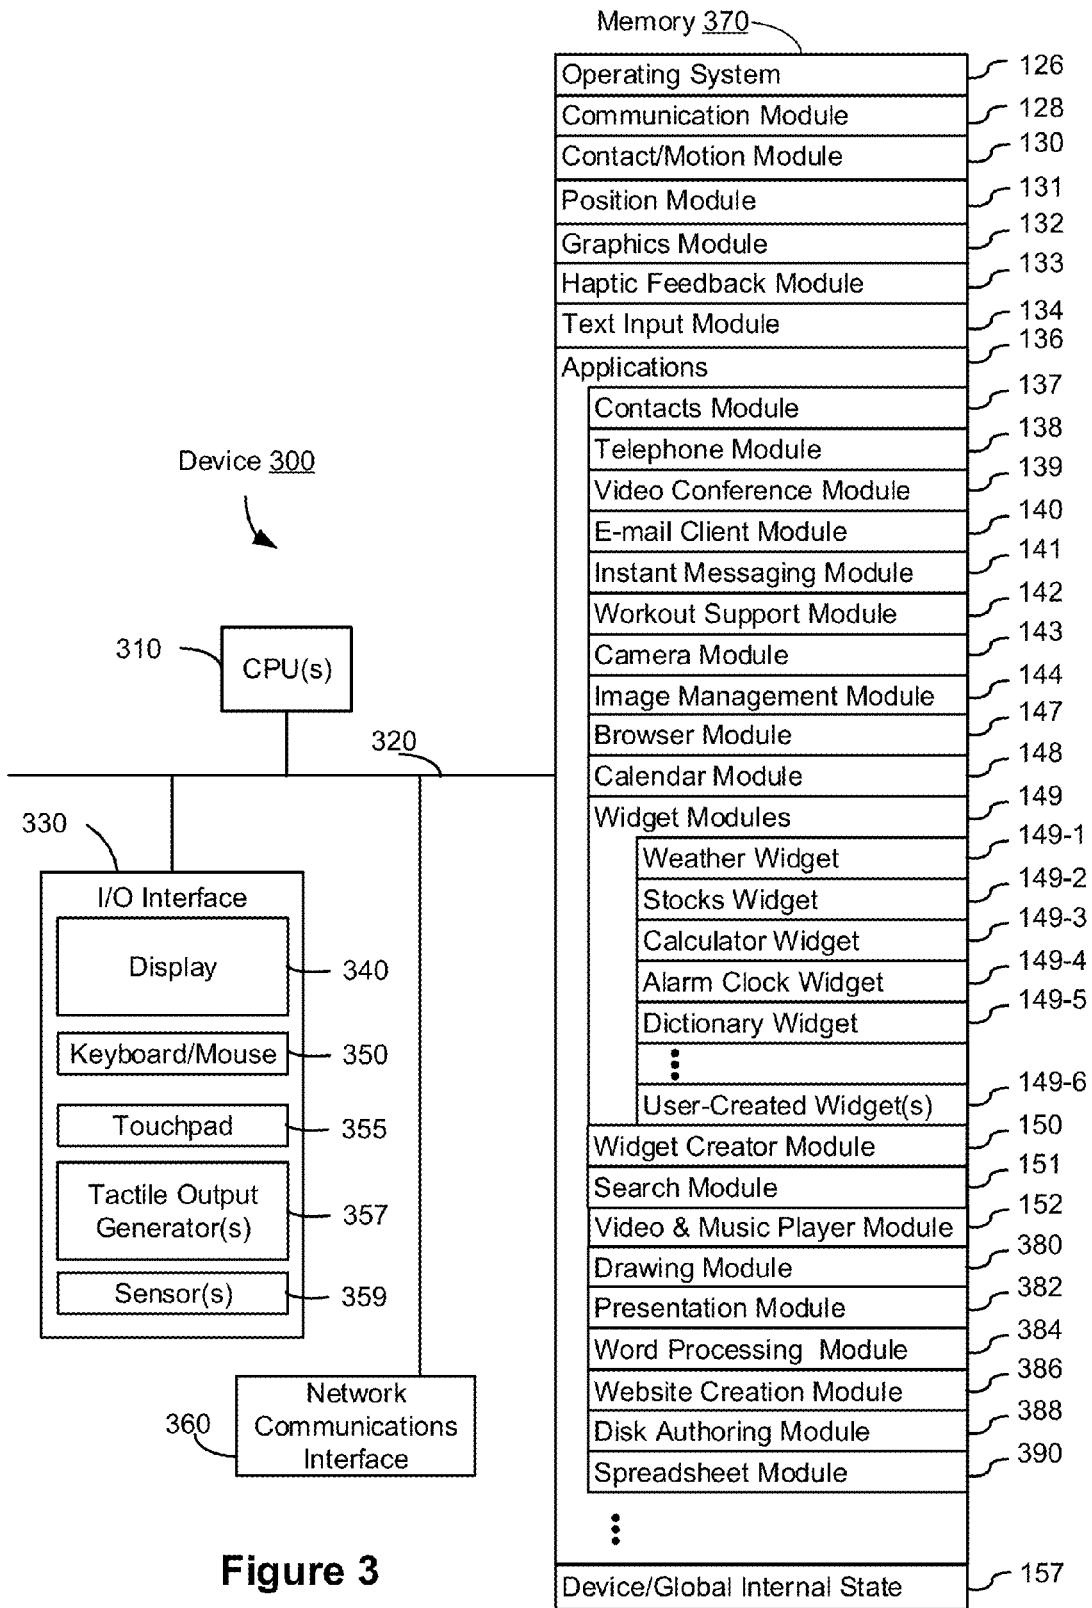 Memory 370
Operating System 126
Communication Module 128
Contact/Motion Module 130
Position Module 131
Graphics Module 132
Haptic Feedback Module 133
Text Input Module 134
Applications 136
Contacts Module 137
Telephone Module 138
Video Conference Module 139
E-mail Client Module 140
Instant Messaging Module 141
Workout Support Module 142
Camera Module 143
Image Management Module 144
Browser Module 147
Calendar Module 148
Widget Modules 149
Weather Widget 149-1
Stocks Widget 149-2
Calculator Widget 149-3
Alarm Clock Widget 149-4
Dictionary Widget 149-5
User-Created Widget(s) 149-6
Widget Creator Module 150
Search Module 151
Video & Music Player Module 152
Drawing Module 380
Presentation Module 382
Word Processing Module 384
Website Creation Module 386
Disk Authoring Module 388
Spreadsheet Module 390
Device/Global Internal State 157
Device 300
310
CPU(s)
320
330
I/O Interface
Display 340
Keyboard/Mouse 350
Touchpad 355
Tactile Output
Generator(s) 357
Sensor(s) 359
360
Network
Communications
Interface
Figure 3